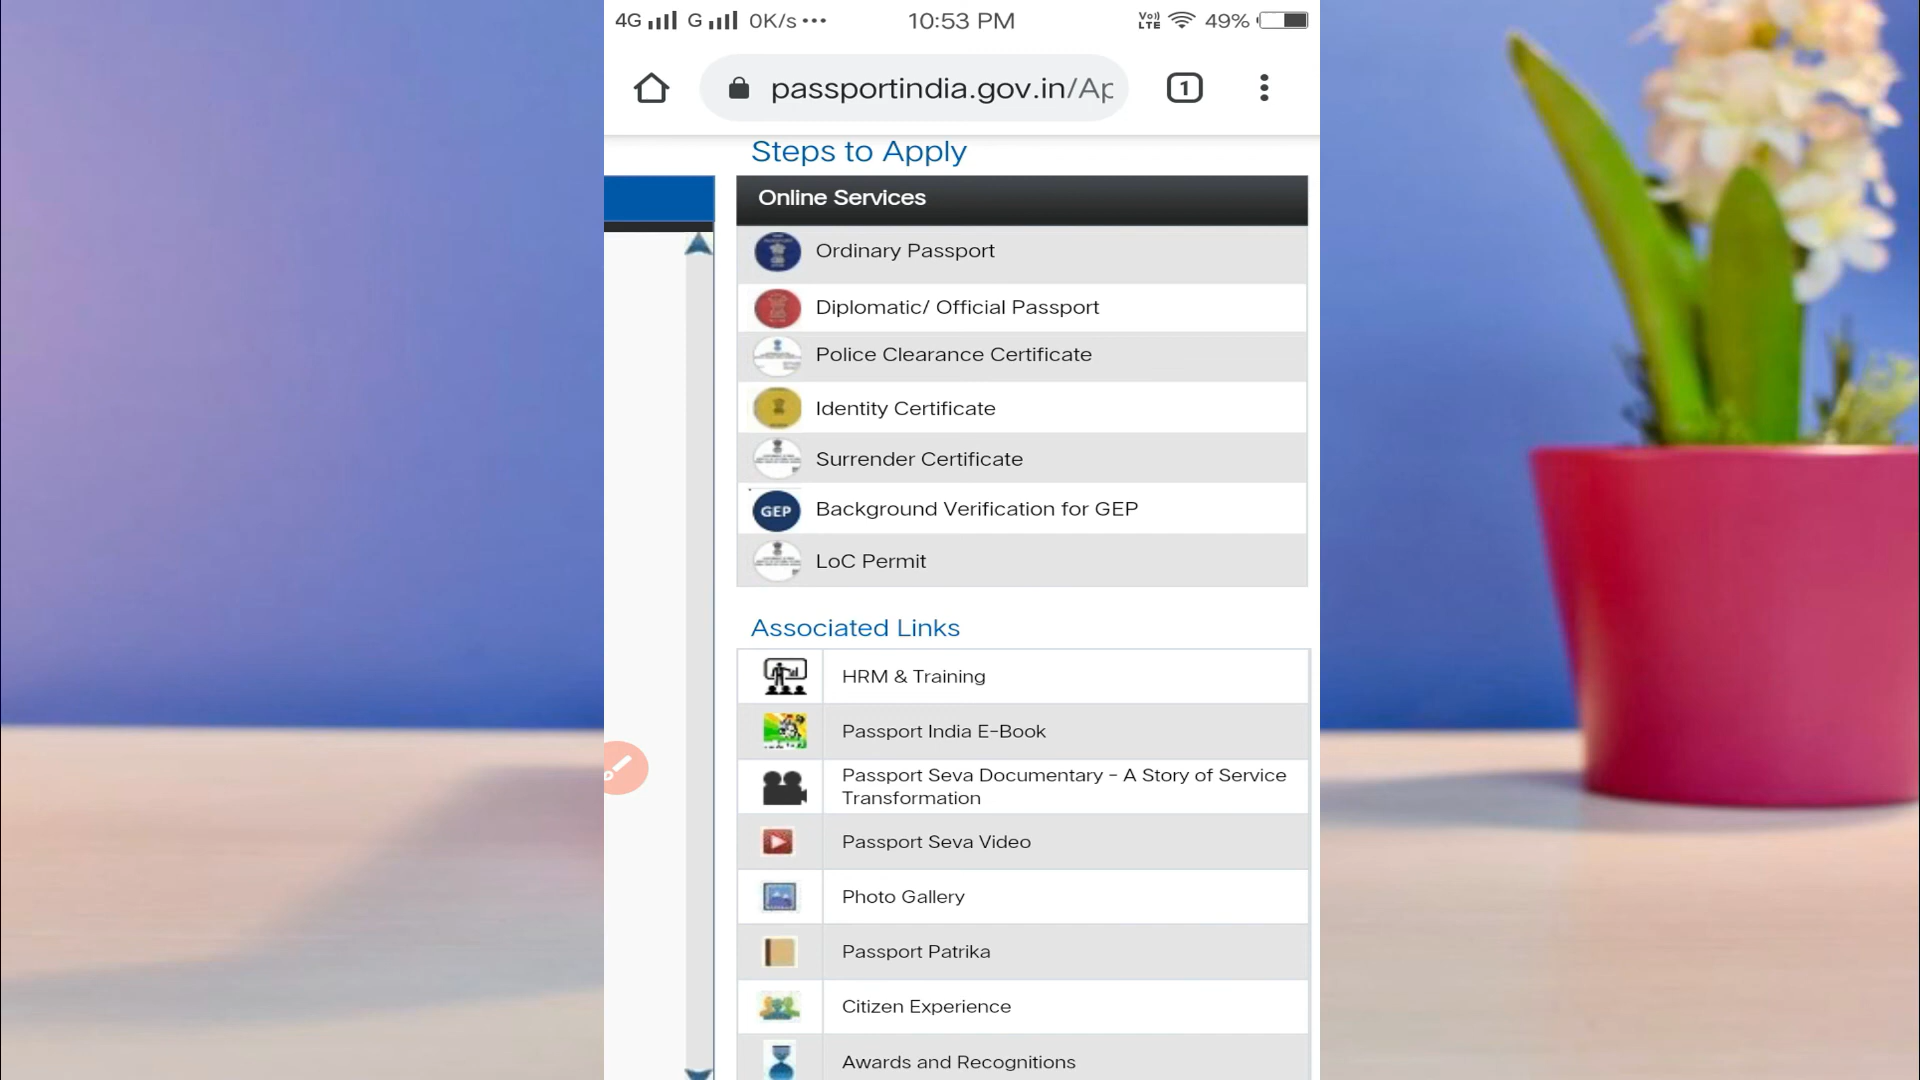 4G G 0K/s ••• 10:53 PM Vo)) LTE 49%
passportindia.gov.in/Ap 1
Steps to Apply
Online Services
Ordinary Passport
Diplomatic/ Official Passport
Police Clearance Certificate
Identity Certificate
Surrender Certificate
GEP Background Verification for GEP
LoC Permit
Associated Links
HRM & Training
Passport India E-Book
Passport Seva Documentary - A Story of Service
Transformation
Passport Seva Video
Photo Gallery
Passport Patrika
Citizen Experience
Awards and Recognitions